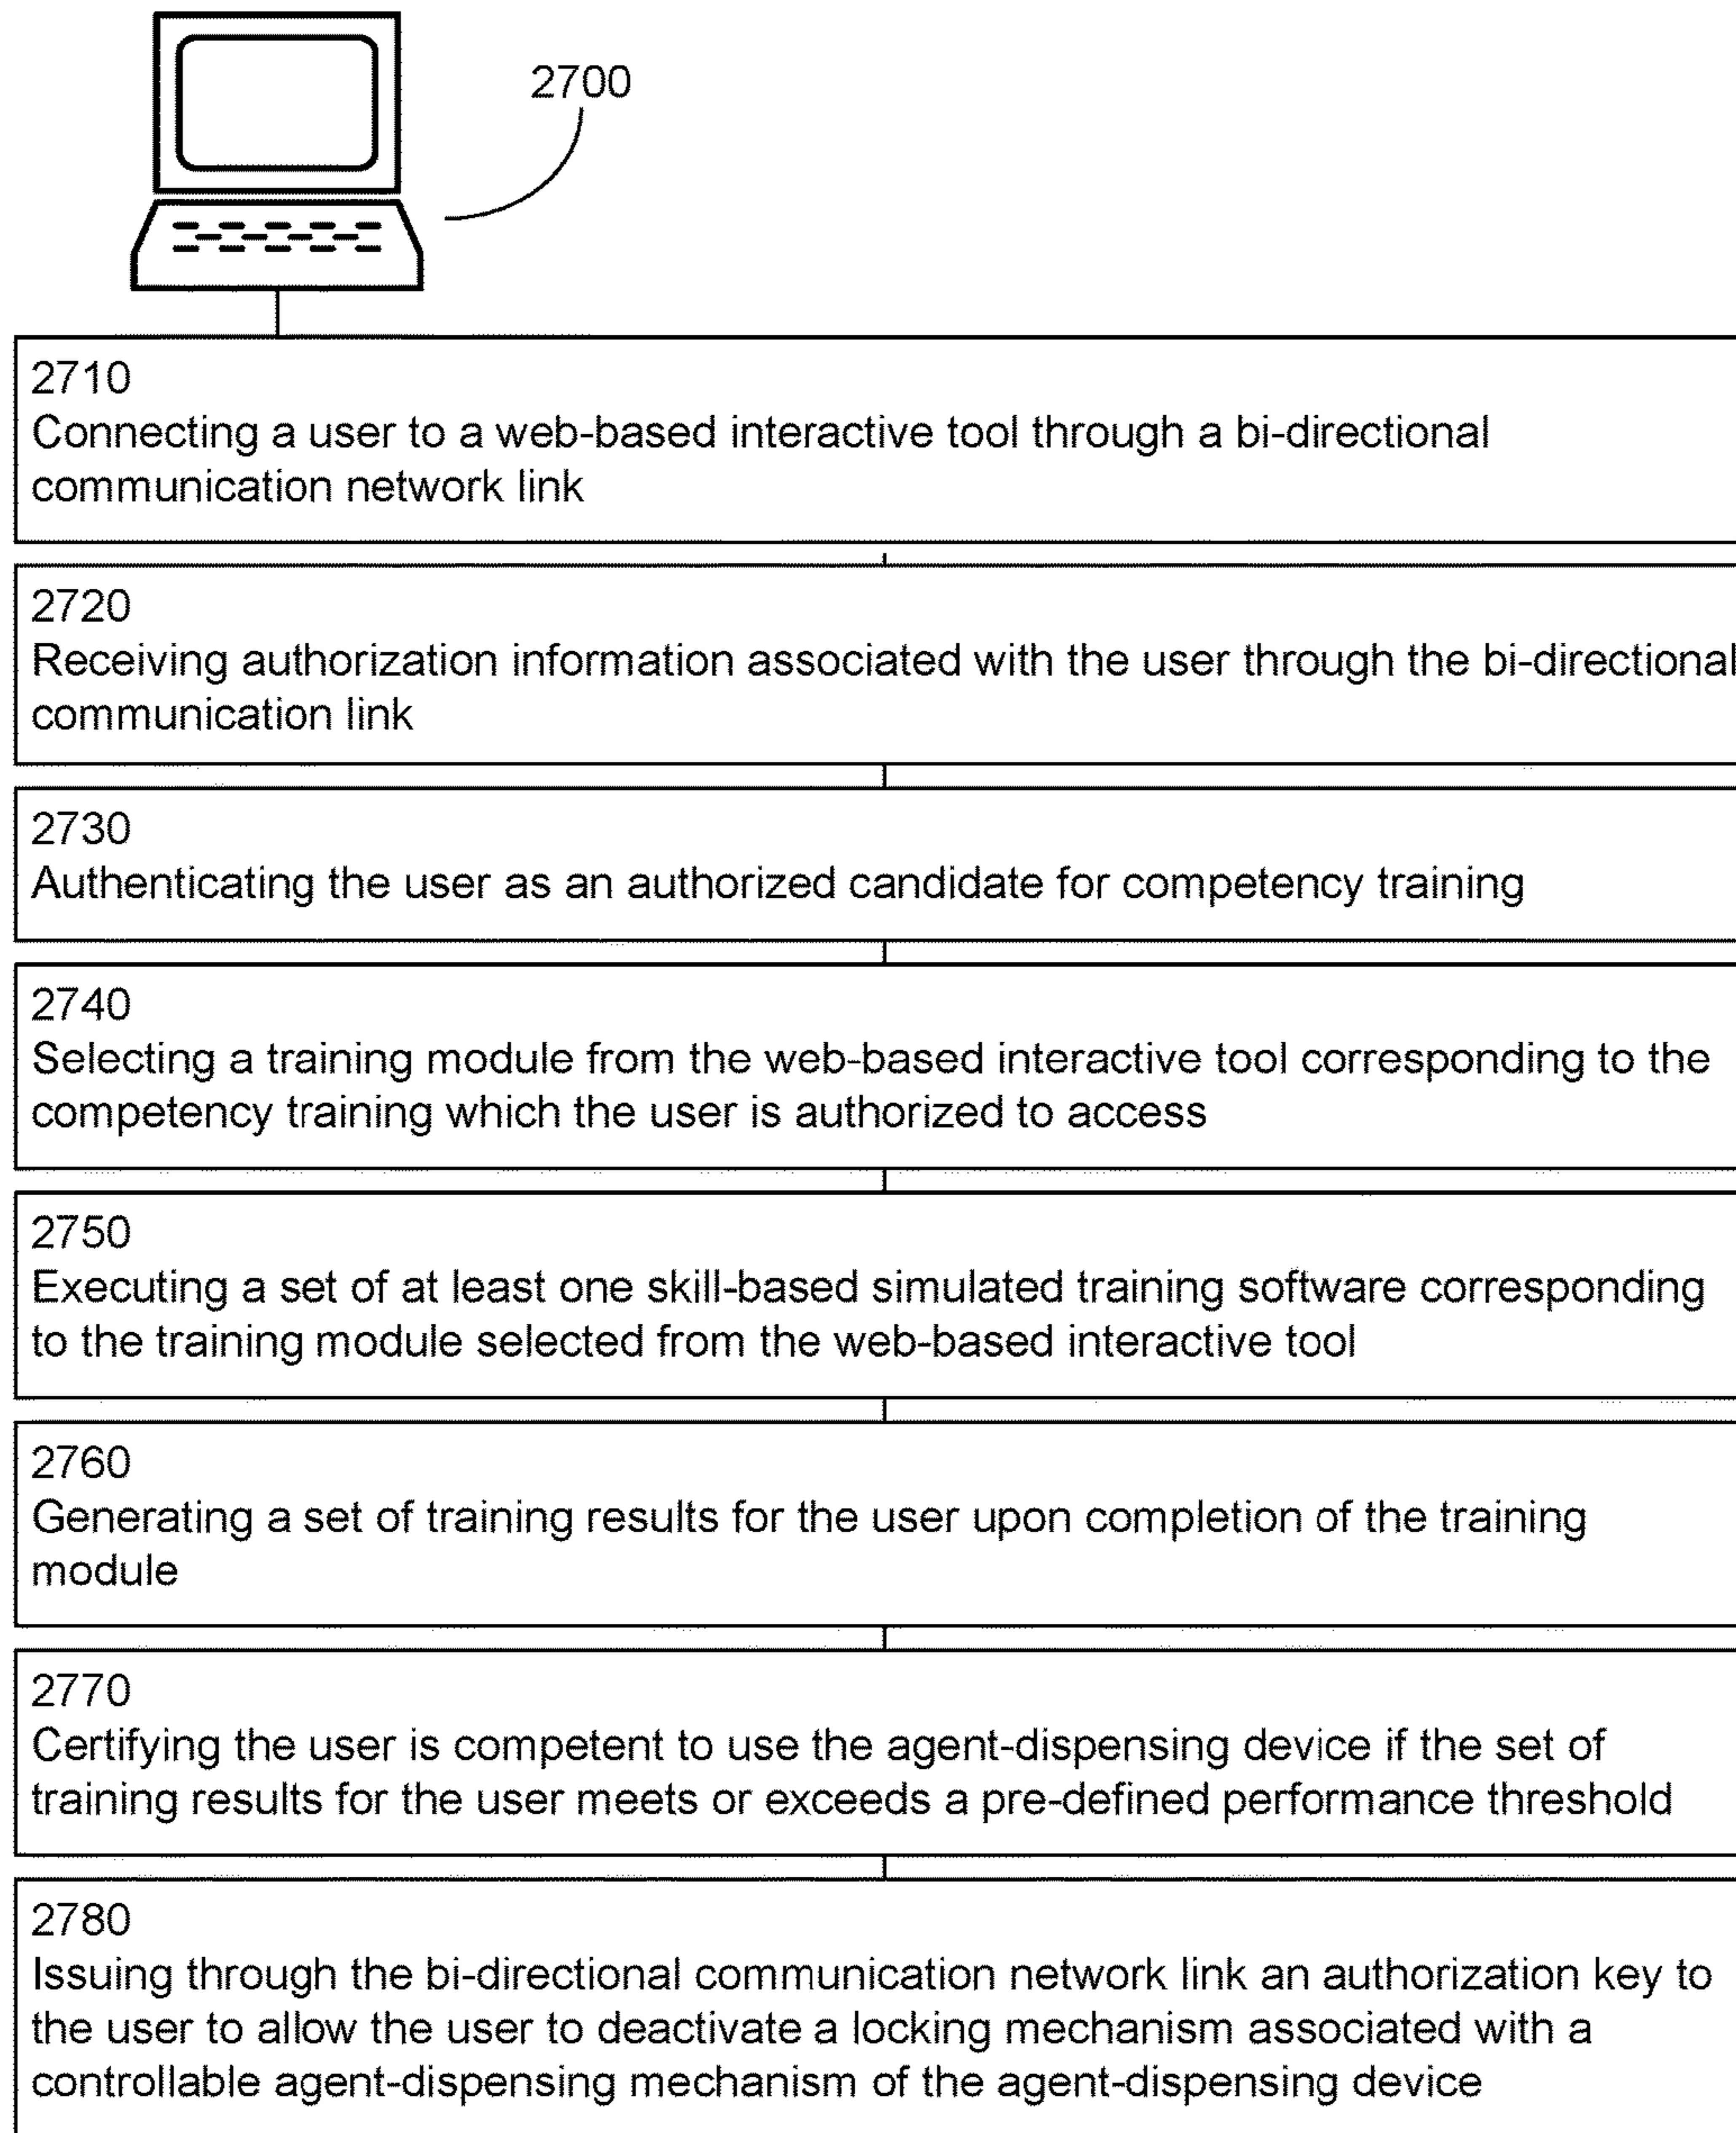 2700
2710
Connecting a user to a web-based interactive tool through a bi-directional
communication network link
2720
Receiving authorization information associated with the user through the bi-directional
communication link
2730
Authenticating the user as an authorized candidate for competency training
2740
Selecting a training module from the web-based interactive tool corresponding to the
competency training which the user is authorized to access
2750
Executing a set of at least one skill-based simulated training software corresponding
to the training module selected from the web-based interactive tool
2760
Generating a set of training results for the user upon completion of the training
module
2770
Certifying the user is competent to use the agent-dispensing device if the set of
training results for the user meets or exceeds a pre-defined performance threshold
2780
Issuing through the bi-directional communication network link an authorization key to
the user to allow the user to deactivate a locking mechanism associated with a
controllable agent-dispensing mechanism of the agent-dispensing device